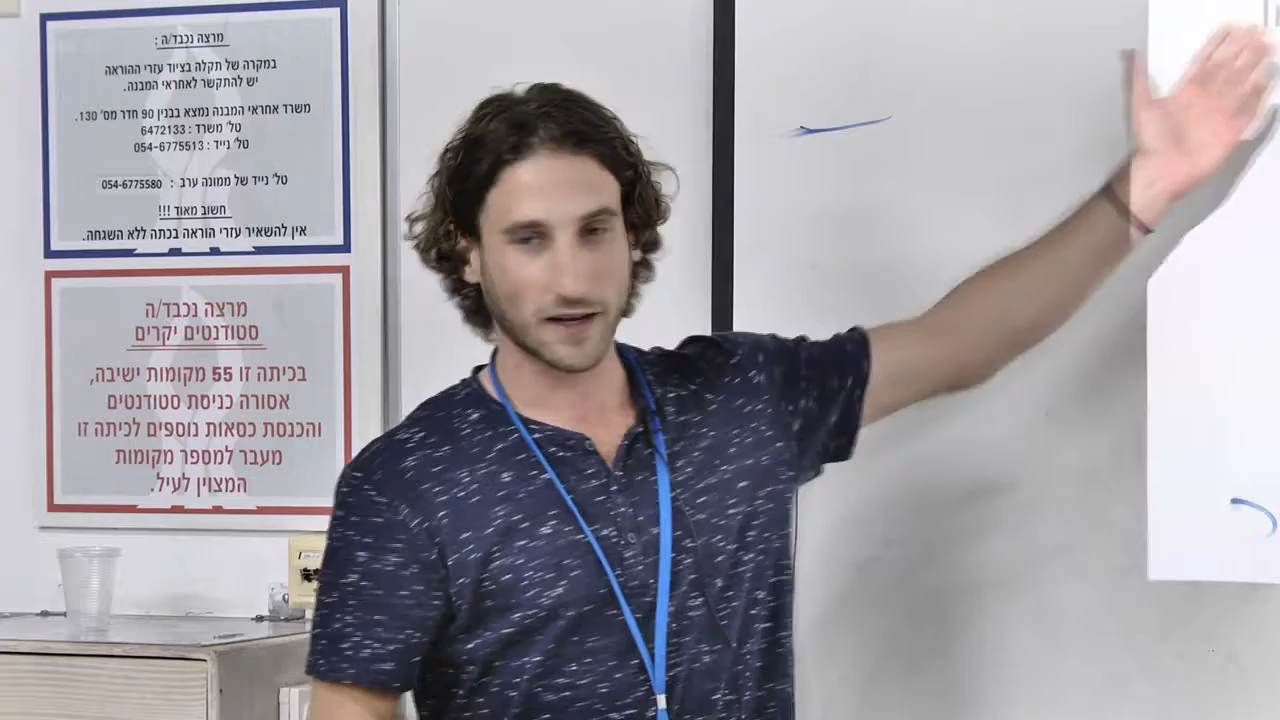 מרצה נכבד/ה :
במקרה של תקלה בציוד עזרי ההוראה
יש להתקשר לאחראי המבנה.
משרד אחראי המבנה נמצא בבנין 90 חדר מס' 130.
טל' משרד : 6472133
טל' נייד : 054-6775513
טל' נייד של ממונה ערב : 054-6775580
חשוב מאוד !!!
אין להשאיר עזרי הוראה בכתה ללא השגחה.
מרצה נכבד/ה
סטודנטים יקרים
בכיתה זו 55 מקומות ישיבה,
אסורה כניסת סטודנטים
והכנסת כסאות נוספים לכיתה זו
מעבר למספר מקומות
המצוין לעיל.